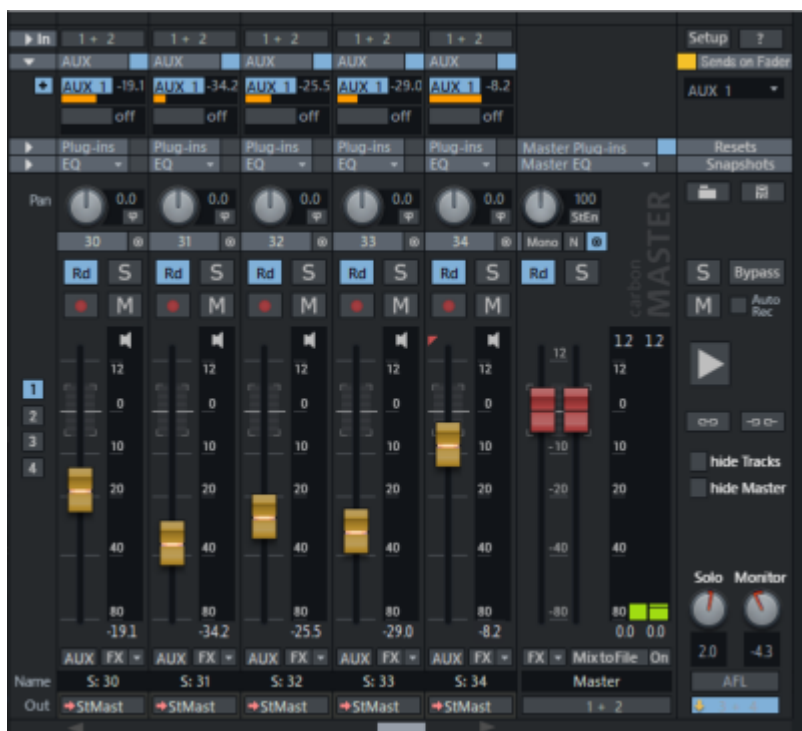 In 1 + 2 1 + 2 1 + 2 1 + 2 1 + 2 Setup ?
AUX AUX AUX AUX AUX Sends on Fader
AUX 1 -19.1 AUX 1 -34.2 AUX 1 -25.5 AUX 1 -29.0 AUX 1 -8.2 AUX 1
off off off off off
Plug-ins Plug-ins Plug-ins Plug-ins Plug-ins Master Plug-ins Resets
EQ EQ EQ EQ EQ Master EQ Snapshots
Pan 0.0 0.0 0.0 0.0 0.0 100
φ φ φ φ φ StEn
30 31 32 33 34 Mono N
carbon
MASTER
Rd S Rd S Rd S Rd S Rd S Rd S S Bypass
M M M M M M Auto Rec
1.2 1.2
12 12 12 12 12 12 12
1 0 0 0 0 0 0
2
3 10 10 10 10 10 -10 10
4
hide Tracks
20 20 20 20 20 -20 20 hide Master
40 40 40 40 40 -40 40
Solo Monitor
80 80 80 80 80 -80 80
-19.1 -34.2 -25.5 -29.0 -8.2 0.0 0.0
2.0 -4.3
AUX FX AUX FX AUX FX AUX FX AUX FX FX MixtoFile On
Name S: 30 S: 31 S: 32 S: 33 S: 34 Master AFL
Out StMast StMast StMast StMast StMast 1 + 2